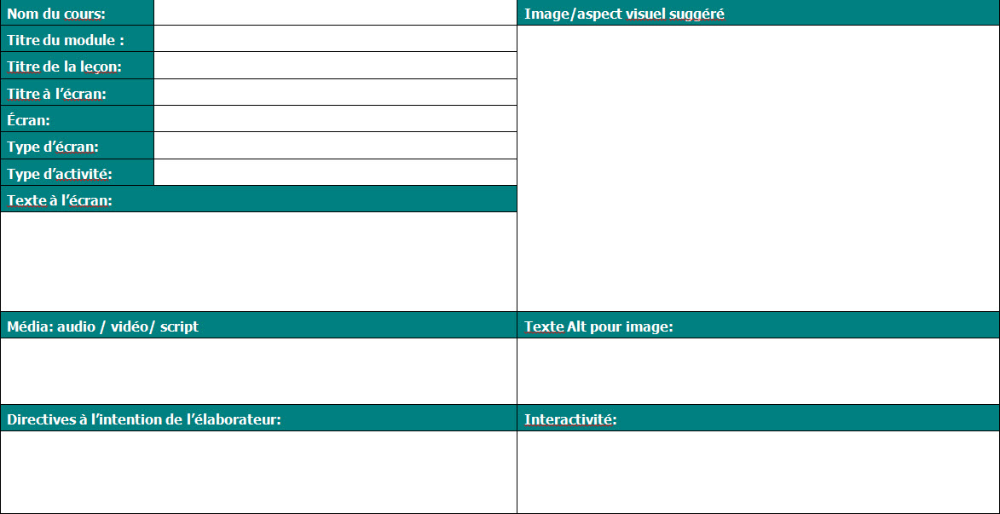 Nom du cours:
Image/aspect visuel suggéré
Titre du module :
Titre de la leçon:
Titre à l’écran:
Écran:
Type d’écran:
Type d’activité:
Texte à l’écran:
Média: audio / vidéo/ script
Texte Alt pour image:
Directives à l’intention de l’élaborateur:
Interactivité: